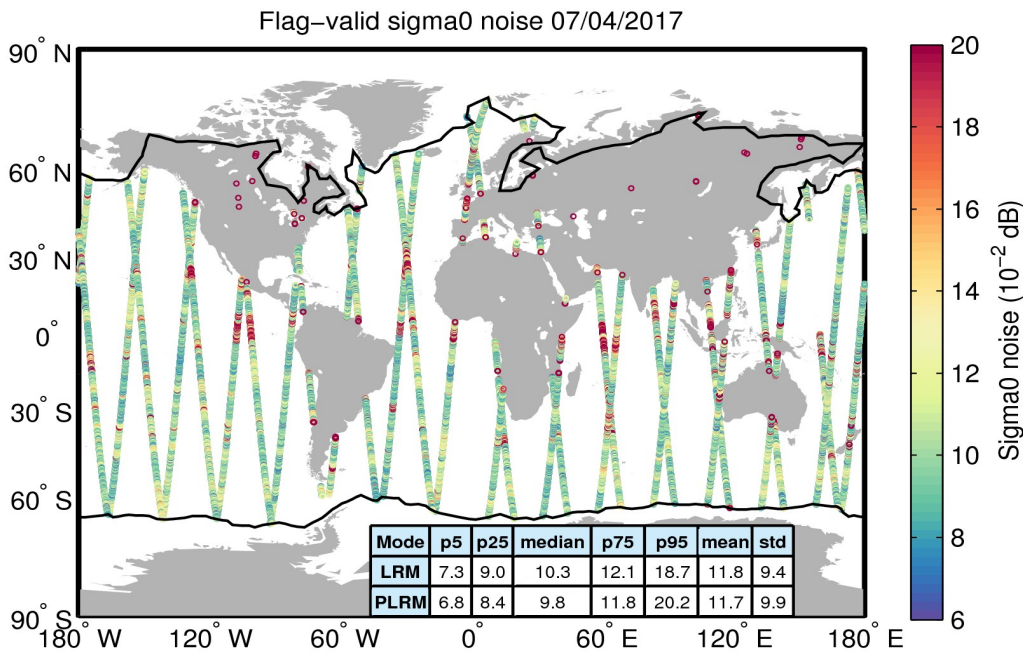 Flag−valid sigma0 noise 07/04/2017
90° N
60° N
30° N
0°
30° S
60° S
90° S
180° W
120° W
60° W
0°
60° E
120° E
180° E
Mode p5 p25 median p75 p95 mean std
LRM 7.3 9.0 10.3 12.1 18.7 11.8 9.4
PLRM 6.8 8.4 9.8 11.8 20.2 11.7 9.9
20
18
16
14
12
10
8
6
Sigma0 noise (10⁻² dB)